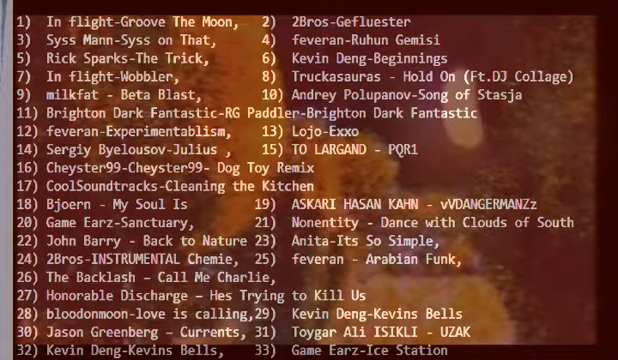 1) In flight-Groove The Moon, 2) 2Bros-Gefluester
3) Syss Mann-Syss on That, 4) feveran-Ruhun Gemisi
5) Rick Sparks-The Trick, 6) Kevin Deng-Beginnings
7) In flight-Wobbler, 8) Truckasauras - Hold On (Ft.DJ_Collage)
9) milkfat - Beta Blast, 10) Andrey Polupanov-Song of Stasja
11) Brighton Dark Fantastic-RG Paddler-Brighton Dark Fantastic
12) feveran-Experimentablism, 13) Lojo-Exxo
14) Sergiy Byelousov-Julius , 15) TO LARGAND - PQR1
16) Cheyster99-Cheyster99- Dog Toy Remix
17) CoolSoundtracks-Cleaning the Kitchen
18) Bjoern - My Soul Is 19) ASKARI HASAN KAHN - vVDANGERMANZz
20) Game Earz-Sanctuary, 21) Nonentity - Dance with Clouds of South
22) John Barry - Back to Nature 23) Anita-Its So Simple,
24) 2Bros-INSTRUMENTAL Chemie, 25) feveran - Arabian Funk,
26) The Backlash – Call Me Charlie,
27) Honorable Discharge – Hes Trying to Kill Us
28) bloodonmoon-love is calling,29) Kevin Deng-Kevins Bells
30) Jason Greenberg – Currents, 31) Toygar Ali ISIKLI - UZAK
32) Kevin Deng-Kevins Bells, 33) Game Earz-Ice Station